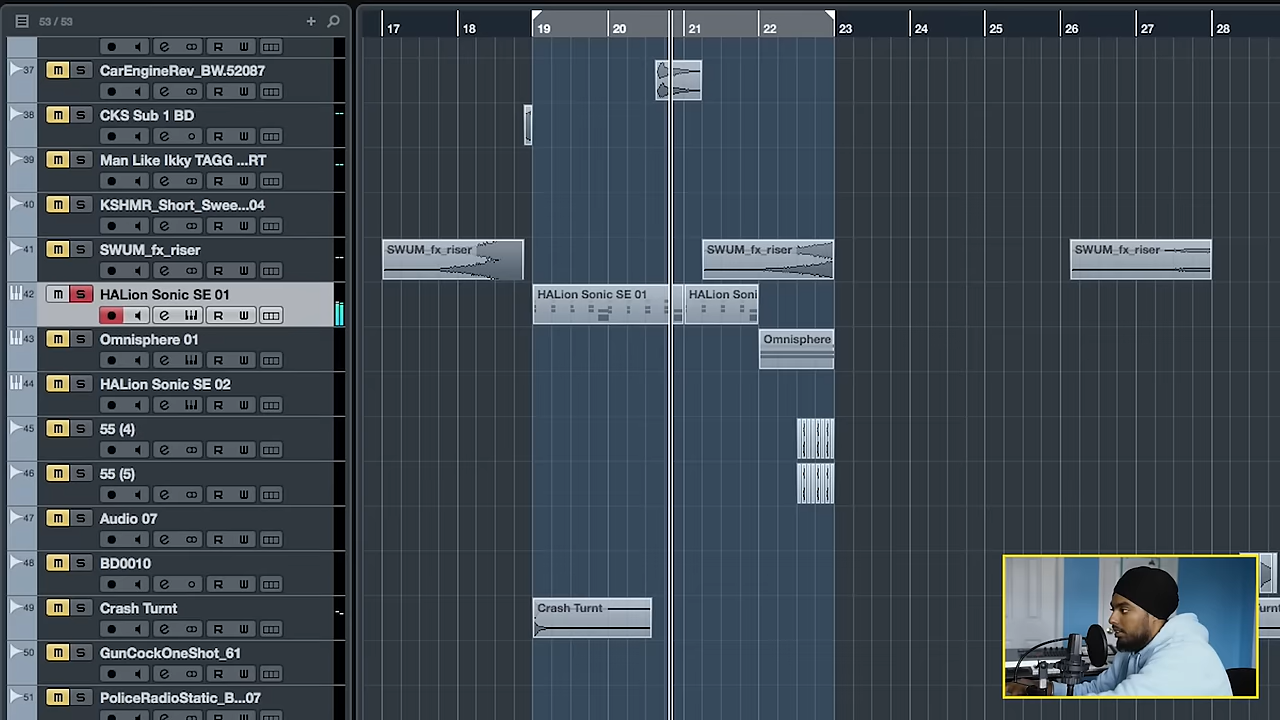 53 / 53
17 18 19 20 21 22 23 24 25 26 27 28
R W
37 M S CarEngineRev_BW.52087
e R W
38 M S CKS Sub 1 BD
e R W
39 M S Man Like Ikky TAGG ...RT
e R W
40 M S KSHMR_Short_Swee...04
e R W
41 M S SWUM_fx_riser SWUM_fx_riser SWUM_fx_riser SWUM_fx_riser
e R W
42 M S HALion Sonic SE 01 HALion Sonic SE 01 HALion Soni
e R W
43 M S Omnisphere 01 Omnisphere
e R W
44 M S HALion Sonic SE 02
e R W
45 M S 55 (4)
e R W
46 M S 55 (5)
e R W
47 M S Audio 07
e R W
48 M S BD0010
e R W
49 M S Crash Turnt Crash Turnt urnt
e R W
50 M S GunCockOneShot_61
e R W
51 M S PoliceRadioStatic_B...07